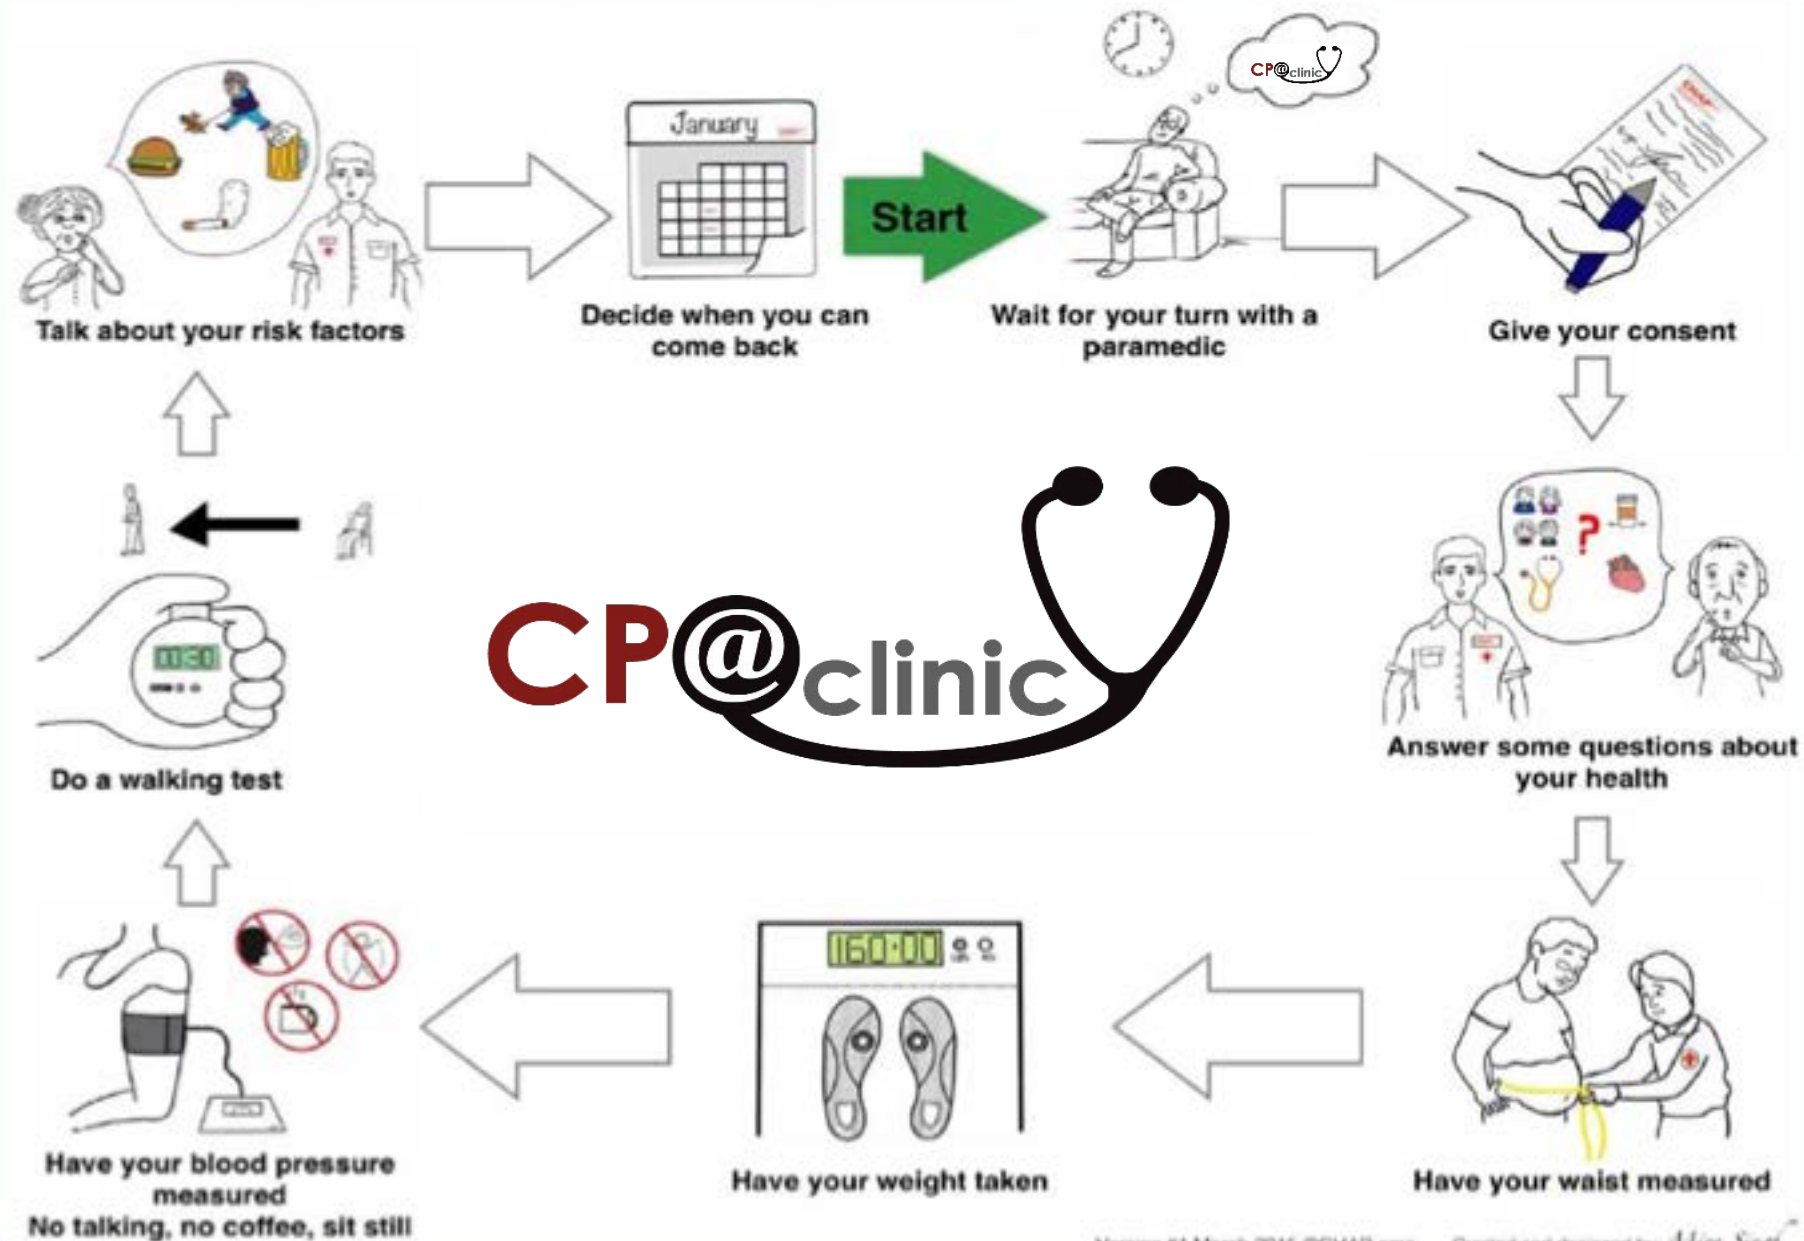 January
Start
CP@clinic
Talk about your risk factors
Decide when you can
come back
Wait for your turn with a
paramedic
Give your consent
CP@clinic
00:30
Do a walking test
Answer some questions about
your health
160.00
Have your blood pressure
measured
No talking, no coffee, sit still
Have your weight taken
Have your waist measured